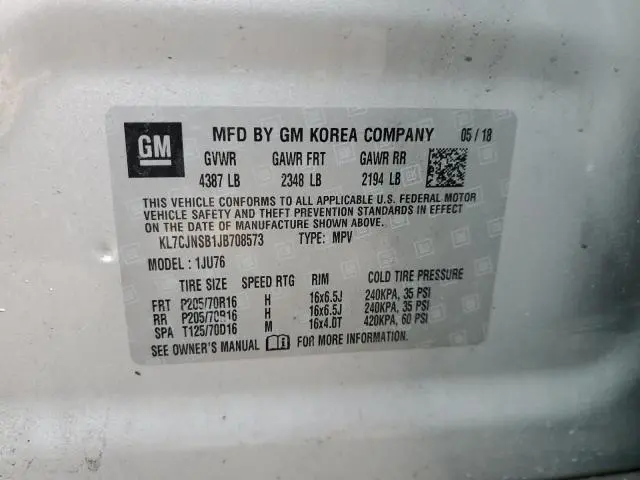 GM MFD BY GM KOREA COMPANY 05 / 18
GVWR GAWR FRT GAWR RR
4387 LB 2348 LB 2194 LB
THIS VEHICLE CONFORMS TO ALL APPLICABLE U.S. FEDERAL MOTOR
VEHICLE SAFETY AND THEFT PREVENTION STANDARDS IN EFFECT
ON THE DATE OF MANUFACTURE SHOWN ABOVE.
KL7CJNSB1JB708573 TYPE: MPV
MODEL : 1JU76
TIRE SIZE SPEED RTG RIM COLD TIRE PRESSURE
FRT P205/70R16 H 16x6.5J 240KPA, 35 PSI
RR P205/70R16 H 16x6.5J 240KPA, 35 PSI
SPA T125/70D16 M 16x4.0T 420KPA, 60 PSI
SEE OWNER'S MANUAL FOR MORE INFORMATION.